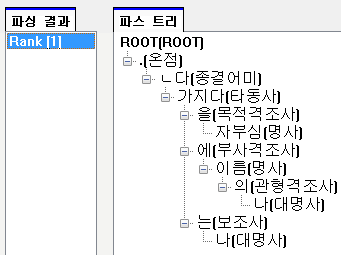 파싱 결과
파스 트리
Rank [1]
ROOT(ROOT)
.(온점)
ㄴ다(종결어미)
가지다(타동사)
을(목적격조사)
자부심(명사)
에(부사격조사)
이름(명사)
의(관형격조사)
나(대명사)
는(보조사)
나(대명사)